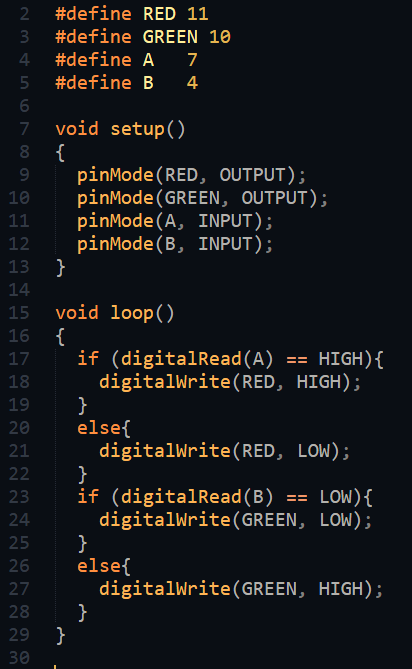 2 #define RED 11
3 #define GREEN 10
4 #define A   7
5 #define B   4
6
7 void setup()
8 {
9   pinMode(RED, OUTPUT);
10   pinMode(GREEN, OUTPUT);
11   pinMode(A, INPUT);
12   pinMode(B, INPUT);
13 }
14
15 void loop()
16 {
17   if (digitalRead(A) == HIGH){
18     digitalWrite(RED, HIGH);
19   }
20   else{
21     digitalWrite(RED, LOW);
22   }
23   if (digitalRead(B) == LOW){
24     digitalWrite(GREEN, LOW);
25   }
26   else{
27     digitalWrite(GREEN, HIGH);
28   }
29 }
30